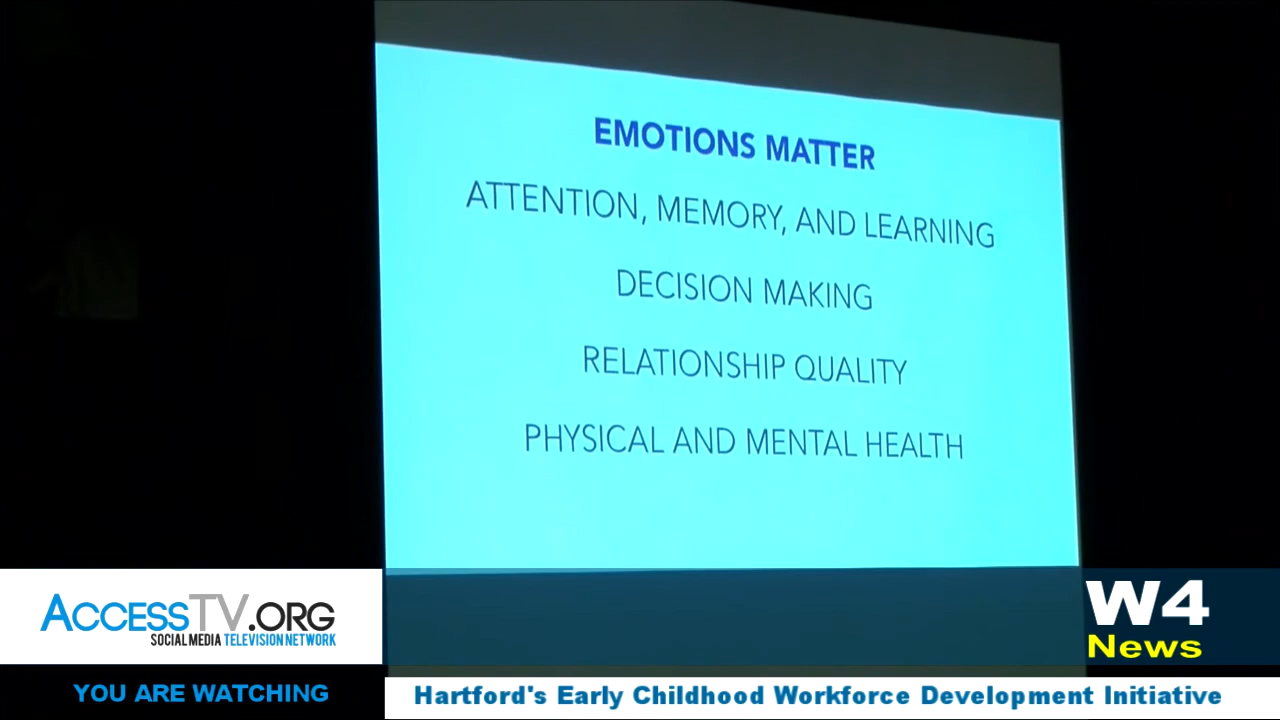 EMOTIONS MATTER
ATTENTION, MEMORY, AND LEARNING
DECISION MAKING
RELATIONSHIP QUALITY
PHYSICAL AND MENTAL HEALTH
ACCESSTV.ORG
SOCIAL MEDIA TELEVISION NETWORK
W4
News
YOU ARE WATCHING
Hartford's Early Childhood Workforce Development Initiative